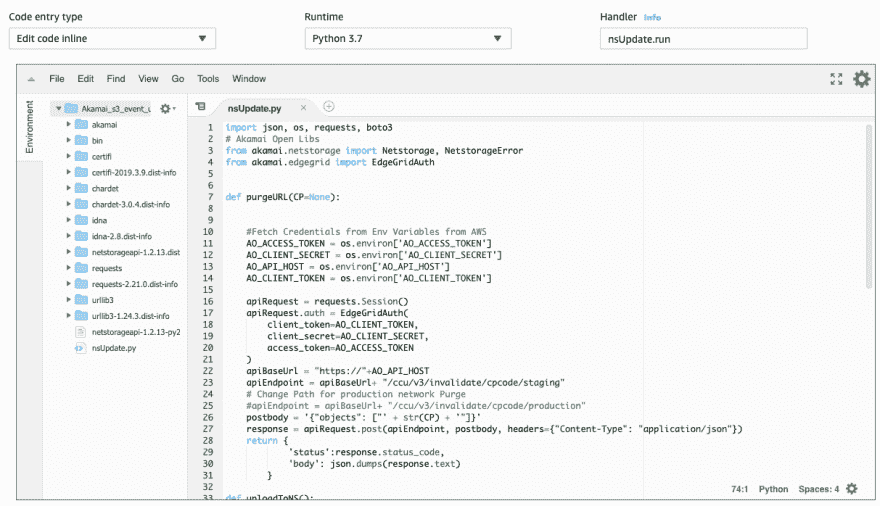 Code entry type
Runtime
Handler Info
Edit code inline
Python 3.7
nsUpdate.run
File Edit Find View Go Tools Window
Environment
Akamai_s3_event_u
akamai
bin
certifi
certifi-2019.3.9.dist-info
chardet
chardet-3.0.4.dist-info
idna
idna-2.8.dist-info
netstorageapi-1.2.13.dist
requests
requests-2.21.0.dist-info
urllib3
urllib3-1.24.3.dist-info
netstorageapi-1.2.13-py2
nsUpdate.py
nsUpdate.py
1 import json, os, requests, boto3
2 # Akamai Open Libs
3 from akamai.netstorage import Netstorage, NetstorageError
4 from akamai.edgegrid import EdgeGridAuth
5
6
7 def purgeURL(CP=None):
8
9
10 #Fetch Credentials from Env Variables from AWS
11 AO_ACCESS_TOKEN = os.environ['AO_ACCESS_TOKEN']
12 AO_CLIENT_SECRET = os.environ['AO_CLIENT_SECRET']
13 AO_API_HOST = os.environ['AO_API_HOST']
14 AO_CLIENT_TOKEN = os.environ['AO_CLIENT_TOKEN']
15
16 apiRequest = requests.Session()
17 apiRequest.auth = EdgeGridAuth(
18 client_token=AO_CLIENT_TOKEN,
19 client_secret=AO_CLIENT_SECRET,
20 access_token=AO_ACCESS_TOKEN
21 )
22 apiBaseUrl = "https://"+AO_API_HOST
23 apiEndpoint = apiBaseUrl+ "/ccu/v3/invalidate/cpcode/staging"
24 # Change Path for production network Purge
25 #apiEndpoint = apiBaseUrl+ "/ccu/v3/invalidate/cpcode/production"
26 postbody = '{"objects": ["' + str(CP) + '"]}'
27 response = apiRequest.post(apiEndpoint, postbody, headers={"Content-Type": "application/json"})
28 return {
29 'status':response.status_code,
30 'body': json.dumps(response.text)
31 }
32
33 def uploadToNS():
74:1 Python Spaces: 4